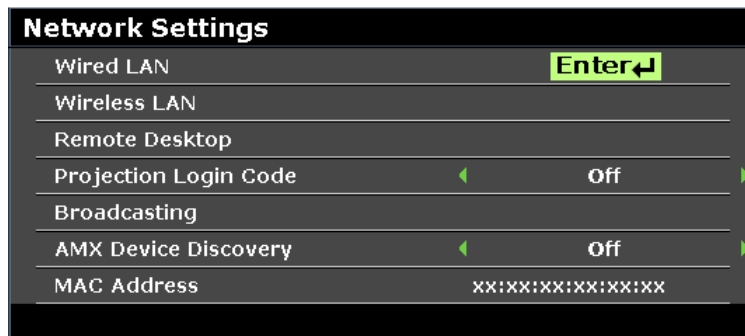 Network Settings
Wired LAN Enter↵
Wireless LAN
Remote Desktop
Projection Login Code Off
Broadcasting
AMX Device Discovery Off
MAC Address xx:xx:xx:xx:xx:xx